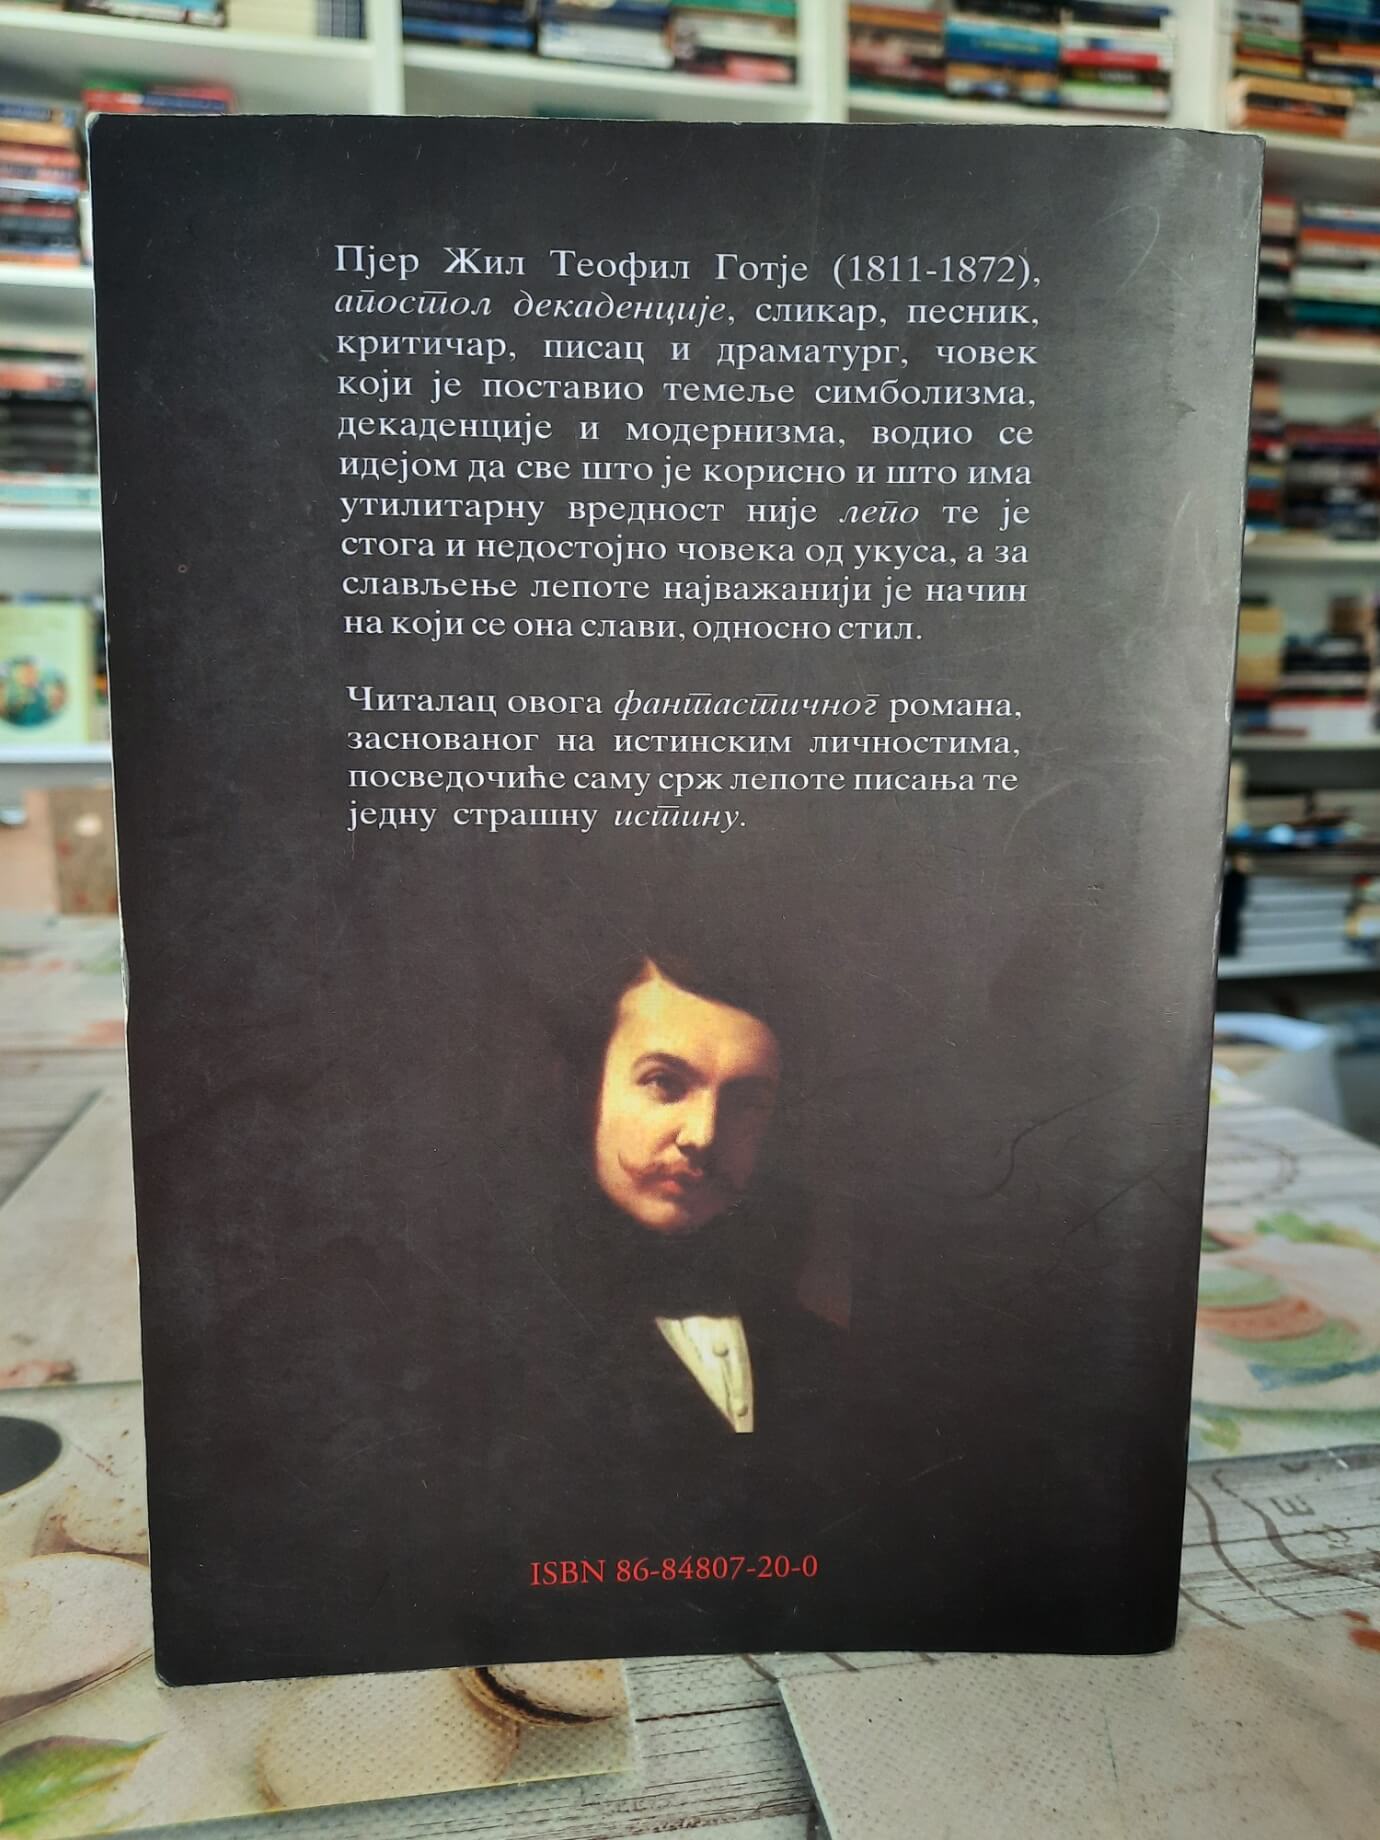 Пјер Жил Теофил Готје (1811-1872),
апостол декаденције, сликар, песник,
критичар, писац и драматург, човек
који је поставио темеље симболизма,
декаденције и модернизма, водио се
идејом да све што је корисно и што има
утилитарну вредност није лепо те је
стога и недостојно човека од укуса, а за
слављење лепоте најважанији је начин
на који се она слави, односно стил.
Читалац овога фантастичног романа,
заснованог на истинским личностима,
посведочиће саму срж лепоте писања те
једну страшну истину.
ISBN 86-84807-20-0